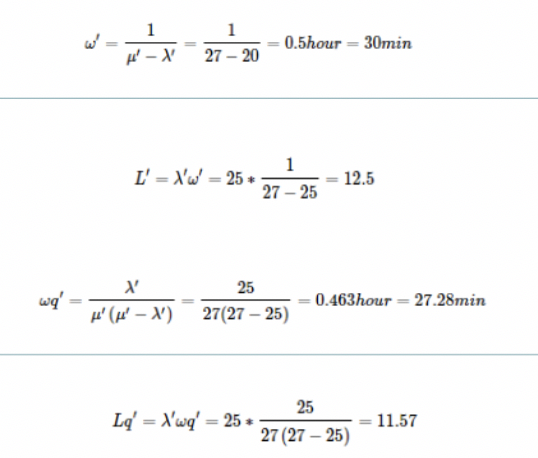 ω′ = 1/(μ′ − λ′) = 1/(27 − 20) = 0.5hour = 30min
L′ = λ′ω′ = 25 * 1/(27 − 25) = 12.5
ωq′ = λ′/(μ′(μ′ − λ′)) = 25/(27(27 − 25)) = 0.463hour = 27.28min
Lq′ = λ′ωq′ = 25 * 25/(27(27 − 25)) = 11.57